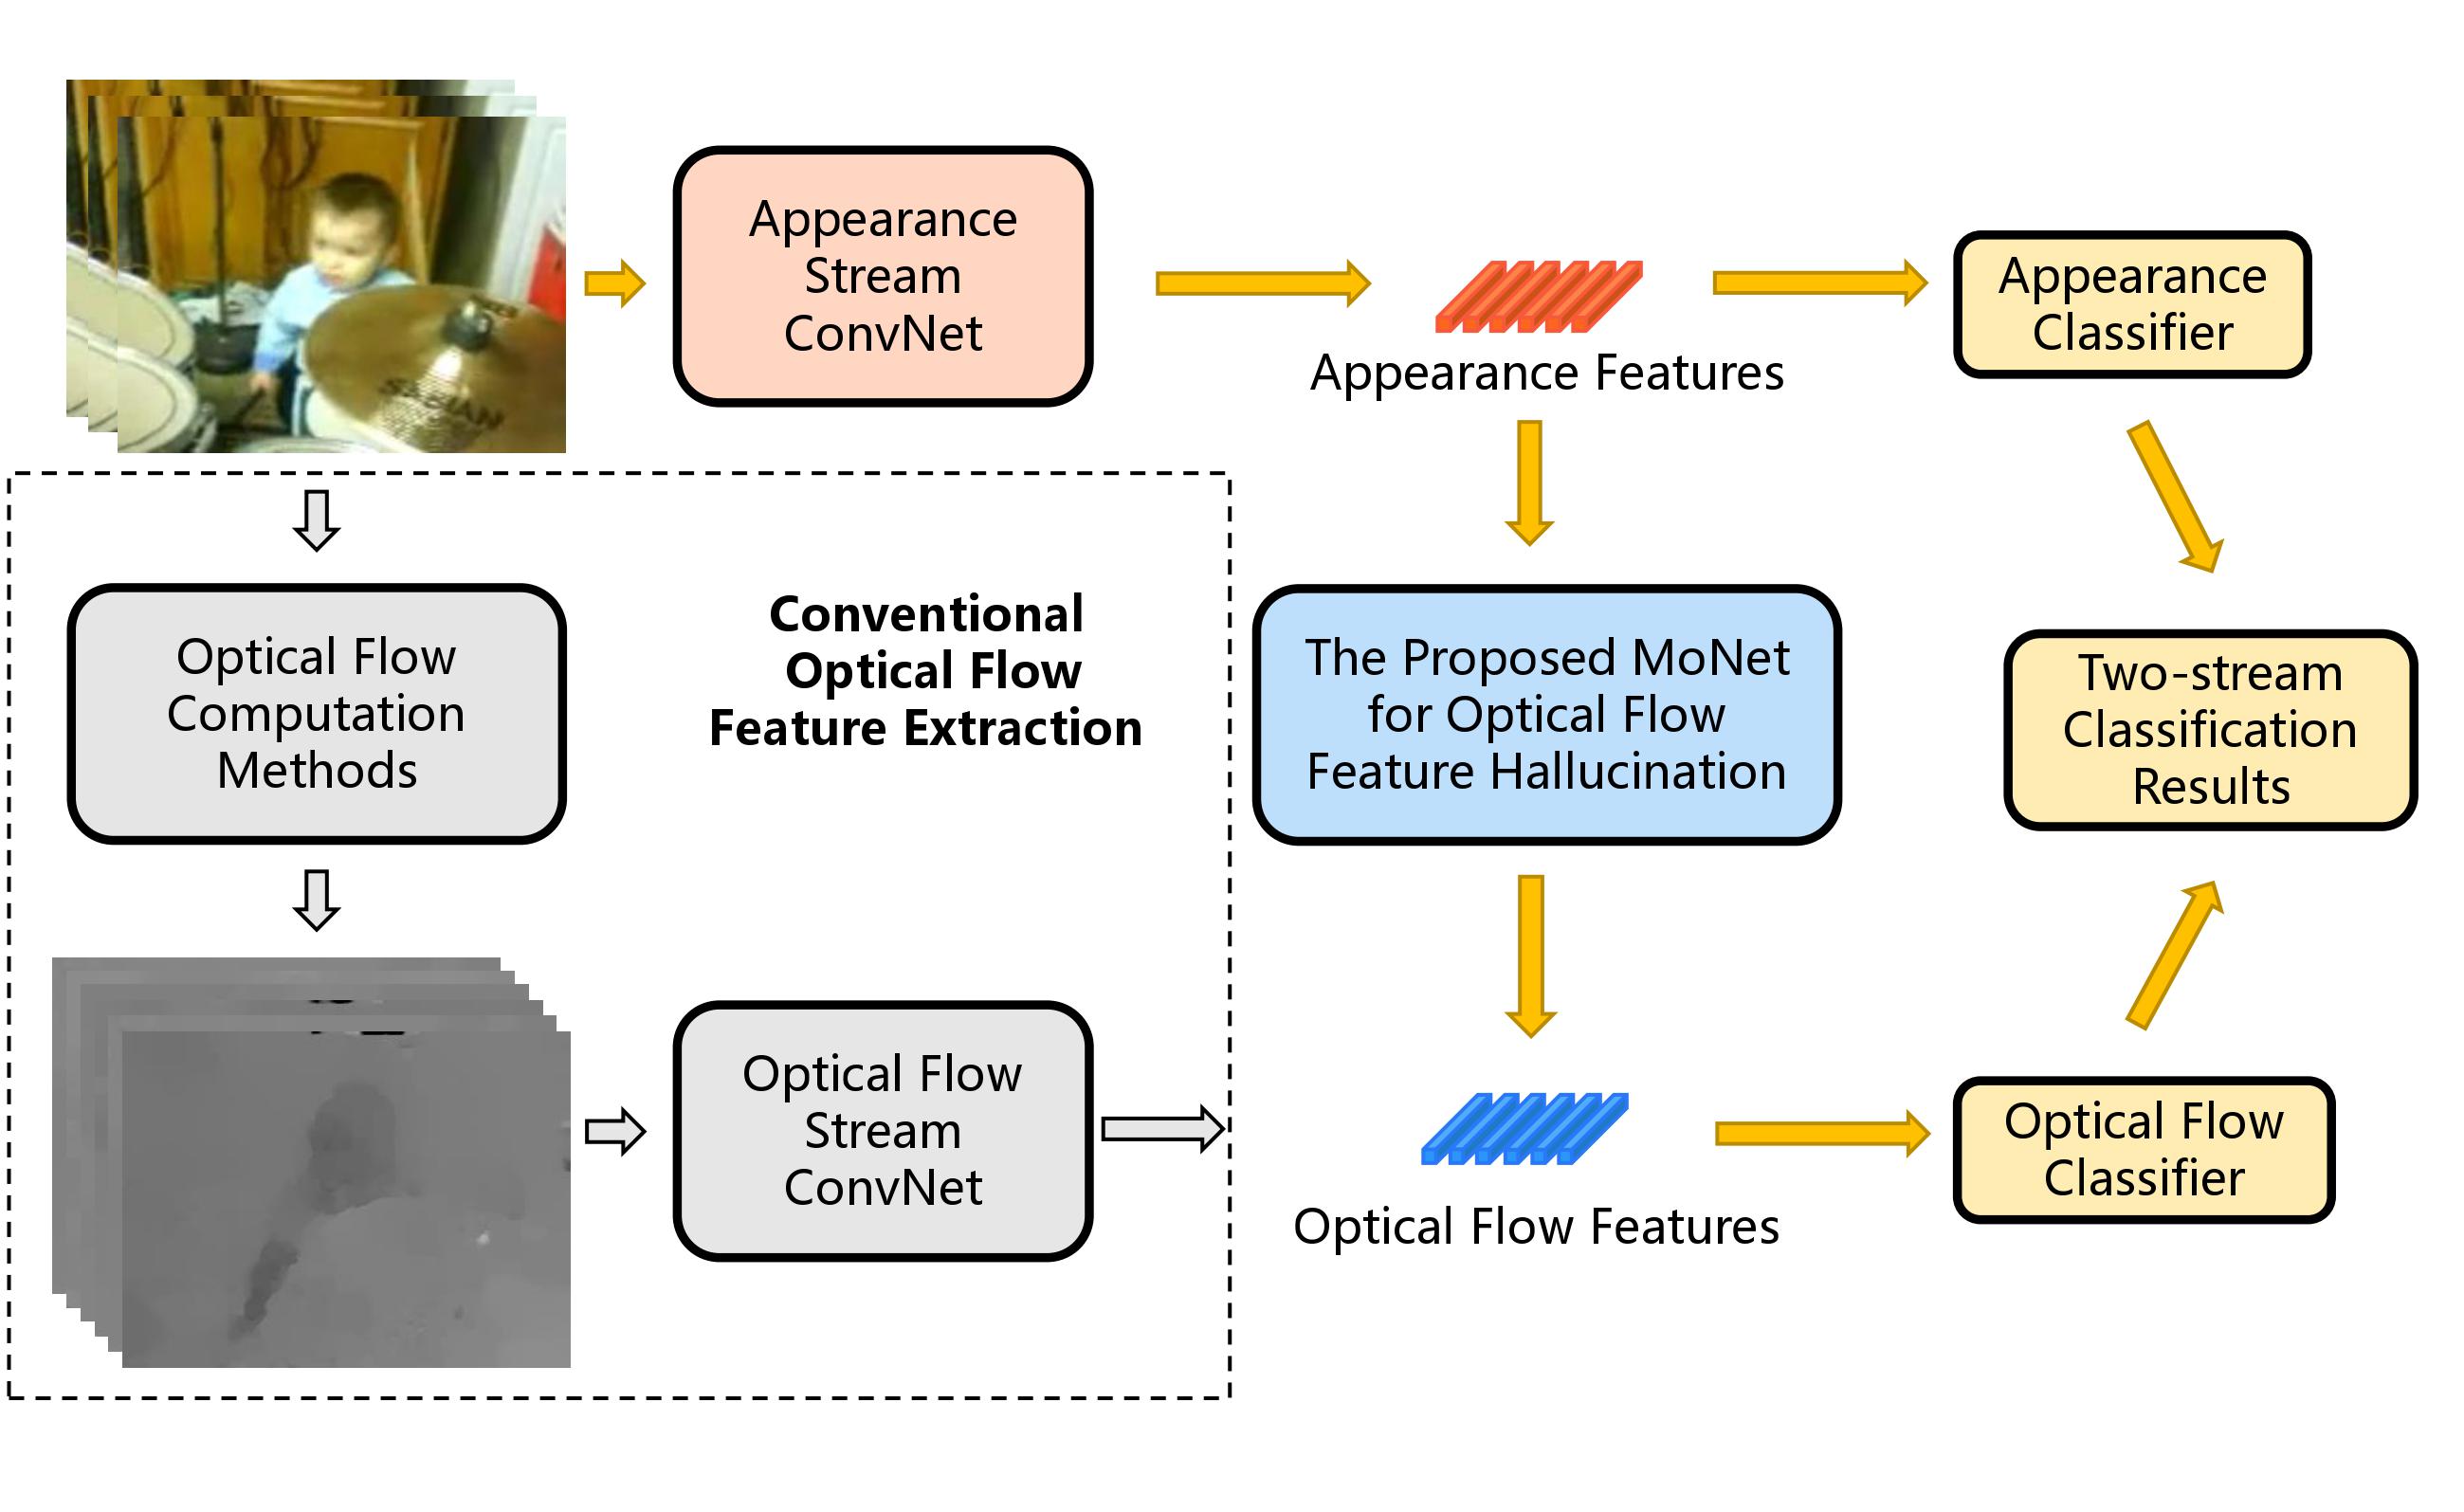 Appearance
Stream
ConvNet
Appearance Features
Appearance
Classifier
SABIAN
Optical Flow
Computation
Methods
Conventional
Optical Flow
Feature Extraction
The Proposed MoNet
for Optical Flow
Feature Hallucination
Two-stream
Classification
Results
Optical Flow
Stream
ConvNet
Optical Flow Features
Optical Flow
Classifier